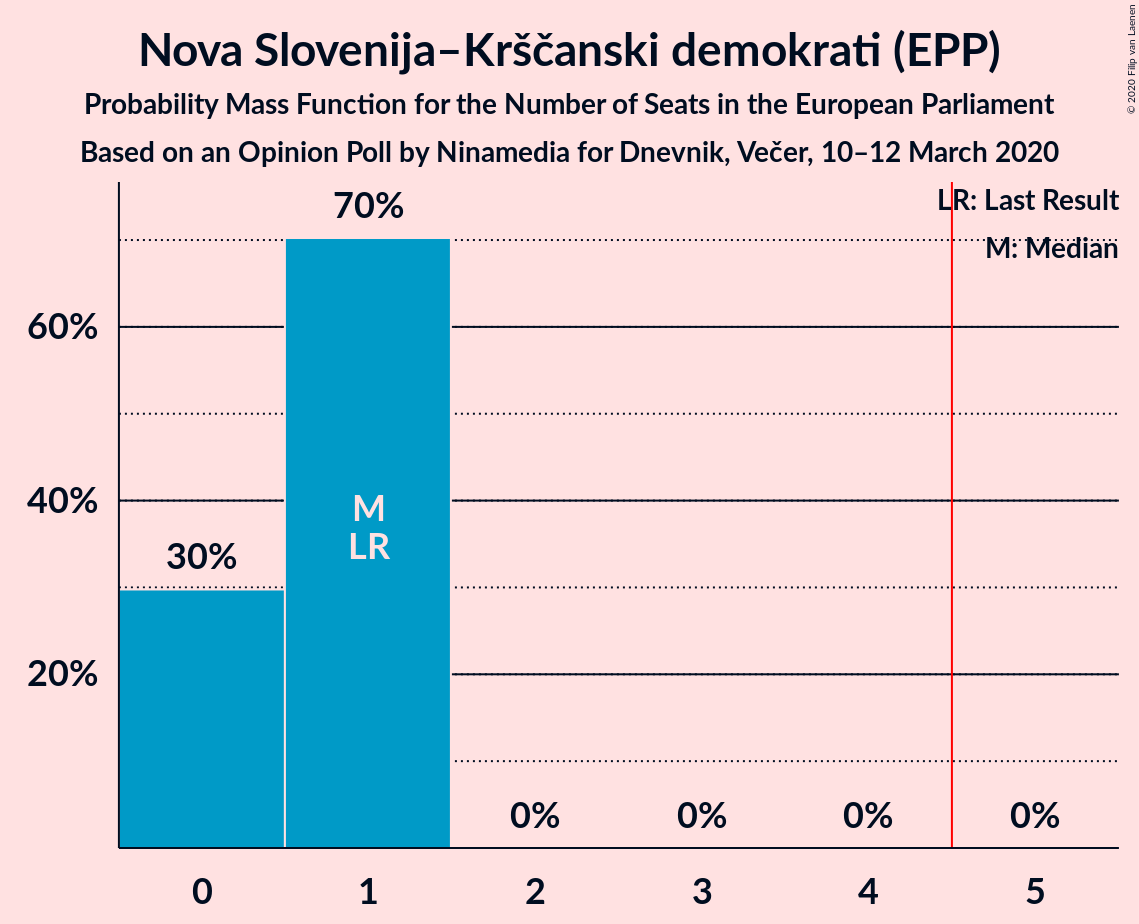 Nova Slovenija–Krščanski demokrati (EPP)
Probability Mass Function for the Number of Seats in the European Parliament
Based on an Opinion Poll by Ninamedia for Dnevnik, Večer, 10–12 March 2020
© 2020 Filip van Laenen
LR: Last Result
M: Median
70%
60%
40%
M
LR
30%
20%
0% 0% 0% 0%
0 1 2 3 4 5